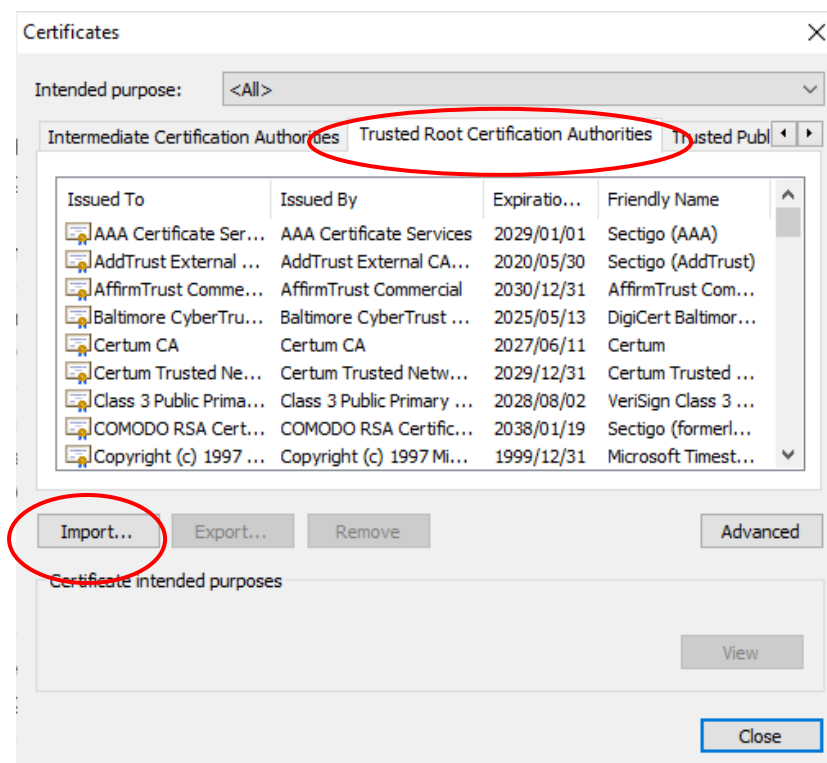 Certificates
Intended purpose: <All>
Intermediate Certification Authorities Trusted Root Certification Authorities Trusted Publ
Issued To Issued By Expiratio... Friendly Name
AAA Certificate Ser... AAA Certificate Services 2029/01/01 Sectigo (AAA)
AddTrust External ... AddTrust External CA... 2020/05/30 Sectigo (AddTrust)
AffirmTrust Comme... AffirmTrust Commercial 2030/12/31 AffirmTrust Com...
Baltimore CyberTru... Baltimore CyberTrust ... 2025/05/13 DigiCert Baltimor...
Certum CA Certum CA 2027/06/11 Certum
Certum Trusted Ne... Certum Trusted Netw... 2029/12/31 Certum Trusted ...
Class 3 Public Prima... Class 3 Public Primary ... 2028/08/02 VeriSign Class 3 ...
COMODO RSA Cert... COMODO RSA Certific... 2038/01/19 Sectigo (formerl...
Copyright (c) 1997 ... Copyright (c) 1997 Mi... 1999/12/31 Microsoft Timest...
Import... Export... Remove Advanced
Certificate intended purposes
View
Close